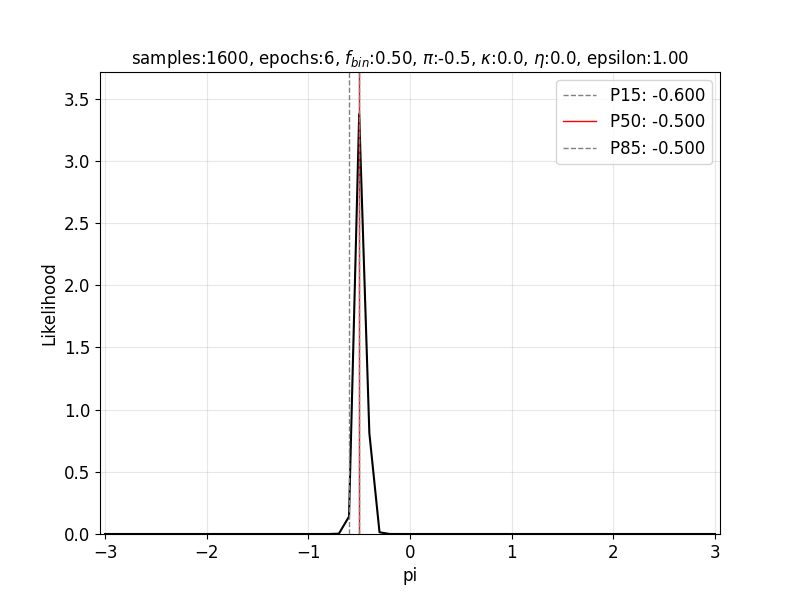 samples:1600, epochs:6, f_bin:0.50, π:-0.5, κ:0.0, η:0.0, epsilon:1.00
P15: -0.600
P50: -0.500
P85: -0.500
Likelihood
3.5
3.0
2.5
2.0
1.5
1.0
0.5
0.0
−3 −2 −1 0 1 2 3
pi